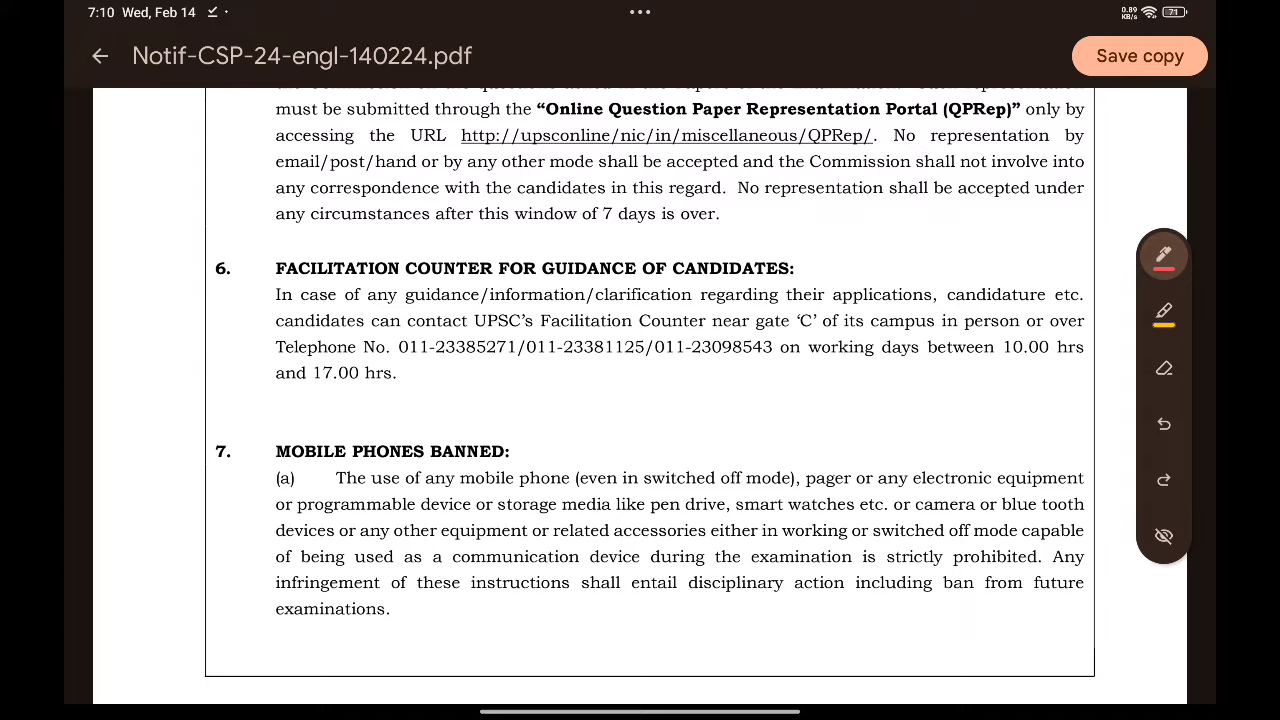 7:10 Wed, Feb 14
0.89
KB/s
71
Notif-CSP-24-engl-140224.pdf
Save copy
must be submitted through the “Online Question Paper Representation Portal (QPRep)” only by
accessing the URL http://upsconline/nic/in/miscellaneous/QPRep/. No representation by
email/post/hand or by any other mode shall be accepted and the Commission shall not involve into
any correspondence with the candidates in this regard. No representation shall be accepted under
any circumstances after this window of 7 days is over.
6. FACILITATION COUNTER FOR GUIDANCE OF CANDIDATES:
In case of any guidance/information/clarification regarding their applications, candidature etc.
candidates can contact UPSC’s Facilitation Counter near gate ‘C’ of its campus in person or over
Telephone No. 011-23385271/011-23381125/011-23098543 on working days between 10.00 hrs
and 17.00 hrs.
7. MOBILE PHONES BANNED:
(a) The use of any mobile phone (even in switched off mode), pager or any electronic equipment
or programmable device or storage media like pen drive, smart watches etc. or camera or blue tooth
devices or any other equipment or related accessories either in working or switched off mode capable
of being used as a communication device during the examination is strictly prohibited. Any
infringement of these instructions shall entail disciplinary action including ban from future
examinations.